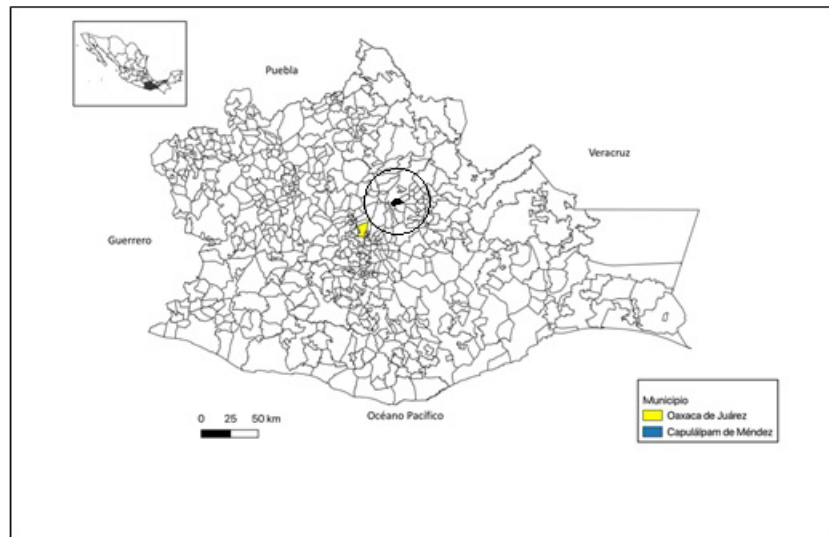 Puebla
Veracruz
Guerrero
Océano Pacífico
0 25 50 km
Municipio
Oaxaca de Juárez
Capulálpam de Méndez